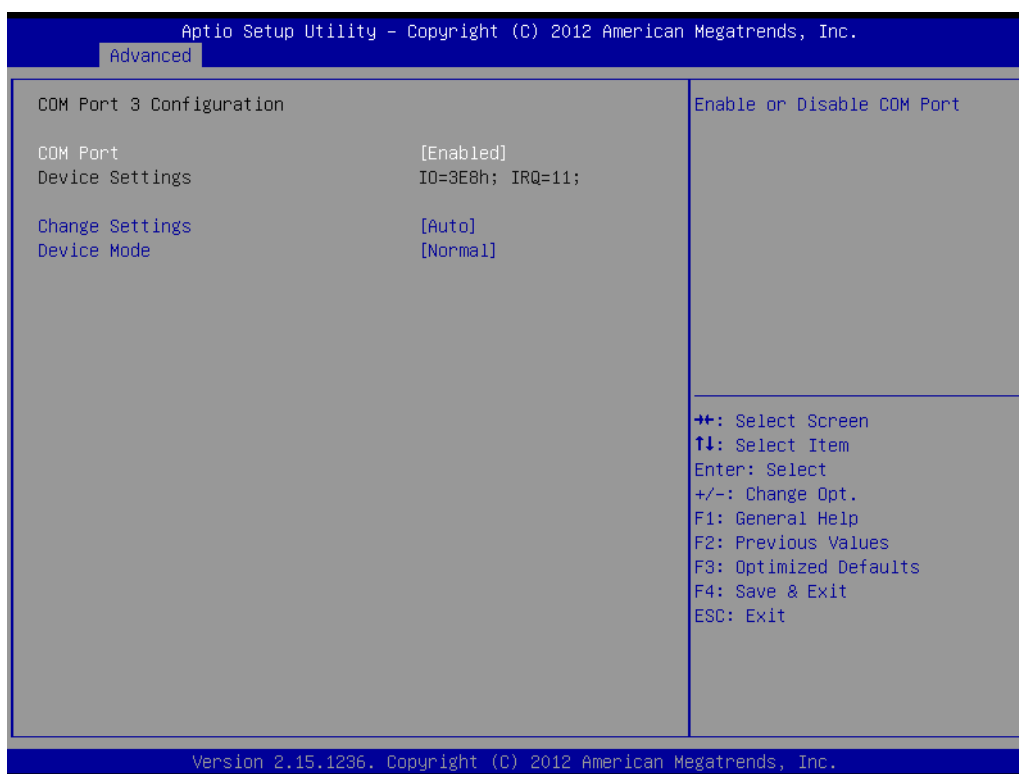 Aptio Setup Utility – Copyright (C) 2012 American Megatrends, Inc.
Advanced
COM Port 3 Configuration
COM Port [Enabled]
Device Settings IO=3E8h; IRQ=11;
Change Settings [Auto]
Device Mode [Normal]
Enable or Disable COM Port
→←: Select Screen
↑↓: Select Item
Enter: Select
+/-: Change Opt.
F1: General Help
F2: Previous Values
F3: Optimized Defaults
F4: Save & Exit
ESC: Exit
Version 2.15.1236. Copyright (C) 2012 American Megatrends, Inc.